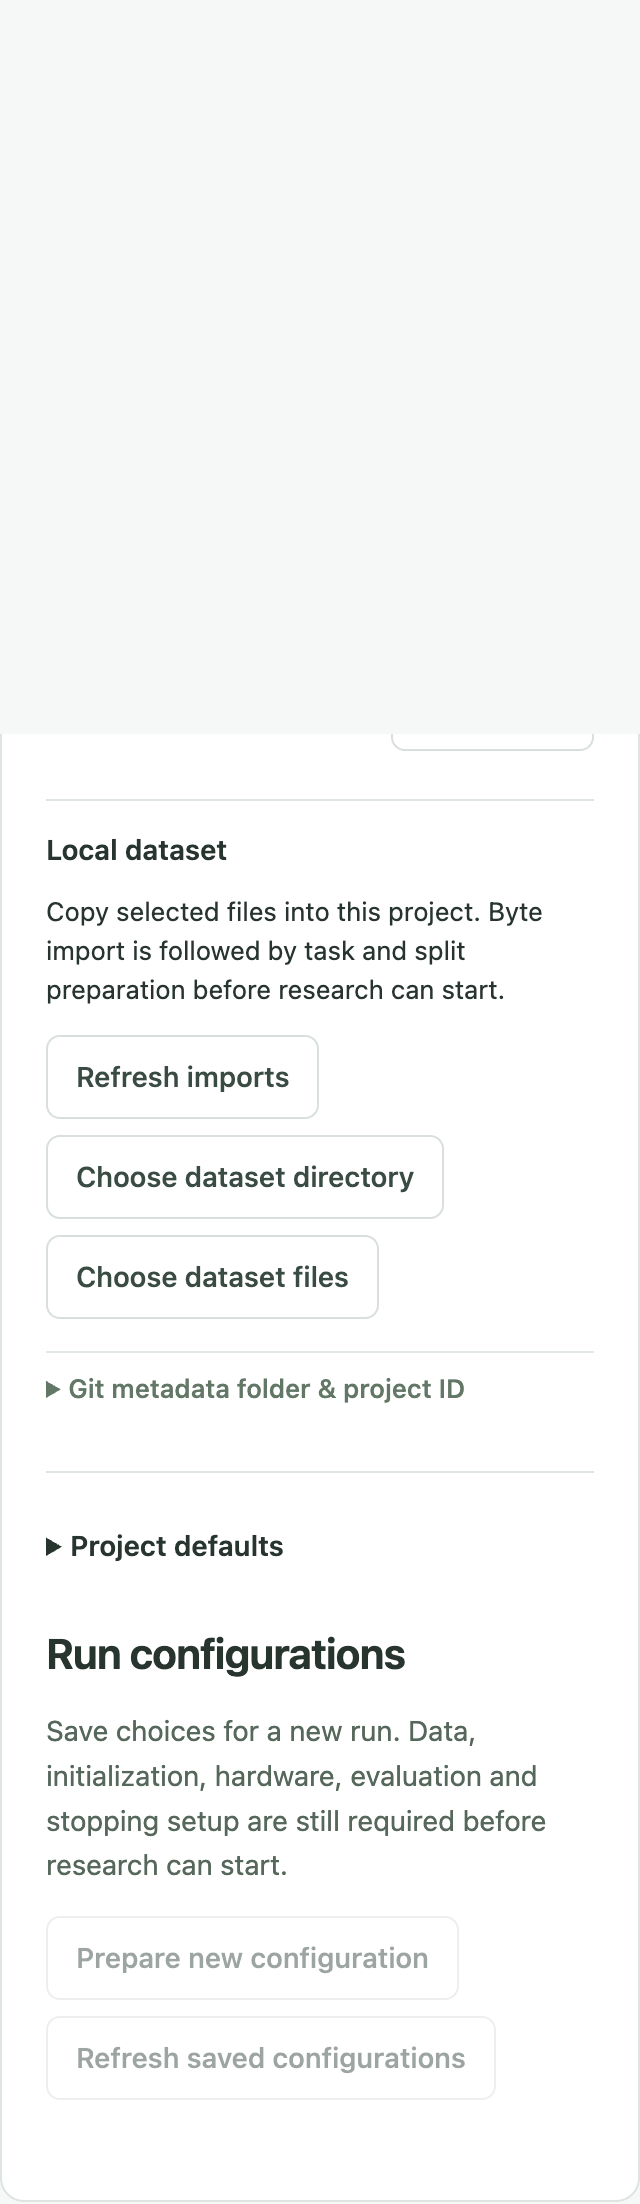 Local dataset
Copy selected files into this project. Byte
import is followed by task and split
preparation before research can start.
Refresh imports
Choose dataset directory
Choose dataset files
Git metadata folder & project ID
Project defaults
Run configurations
Save choices for a new run. Data,
initialization, hardware, evaluation and
stopping setup are still required before
research can start.
Prepare new configuration
Refresh saved configurations